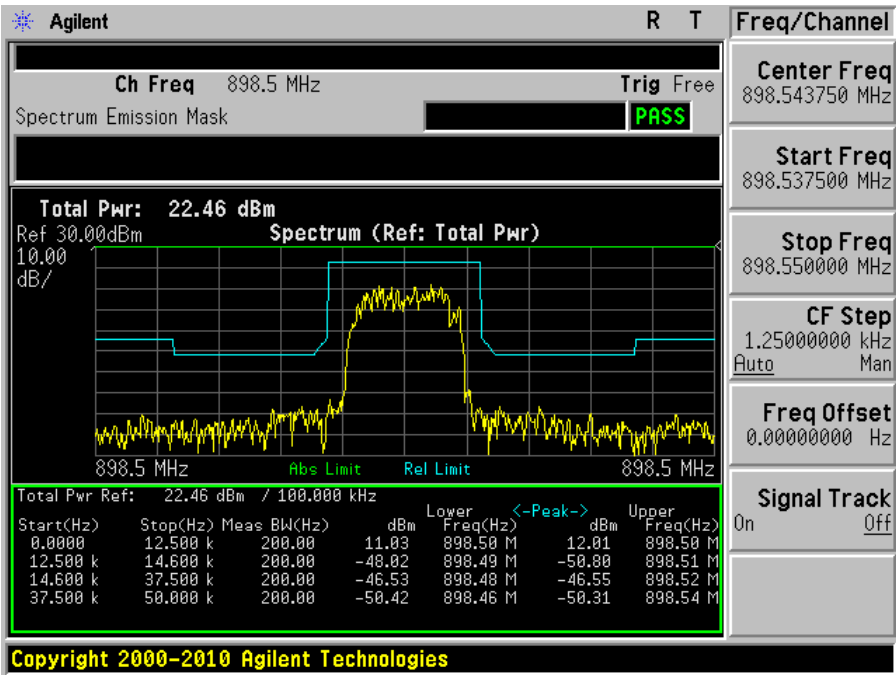 Agilent R T Freq/Channel
Ch Freq 898.5 MHz Trig Free
Spectrum Emission Mask PASS
Center Freq
898.543750 MHz
Start Freq
898.537500 MHz
Stop Freq
898.550000 MHz
CF Step
1.25000000 kHz
Auto Man
Freq Offset
0.00000000 Hz
Signal Track
On Off
Total Pwr: 22.46 dBm
Ref 30.00dBm Spectrum (Ref: Total Pwr)
10.00
dB/
898.5 MHz Abs Limit Rel Limit 898.5 MHz
Total Pwr Ref: 22.46 dBm / 100.000 kHz
Lower <-Peak-> Upper
Start(Hz) Stop(Hz) Meas BW(Hz) dBm Freq(Hz) dBm Freq(Hz)
0.0000 12.500 k 200.00 11.03 898.50 M 12.01 898.50 M
12.500 k 14.600 k 200.00 -48.02 898.49 M -50.80 898.51 M
14.600 k 37.500 k 200.00 -46.53 898.48 M -46.55 898.52 M
37.500 k 50.000 k 200.00 -50.42 898.46 M -50.31 898.54 M
Copyright 2000-2010 Agilent Technologies